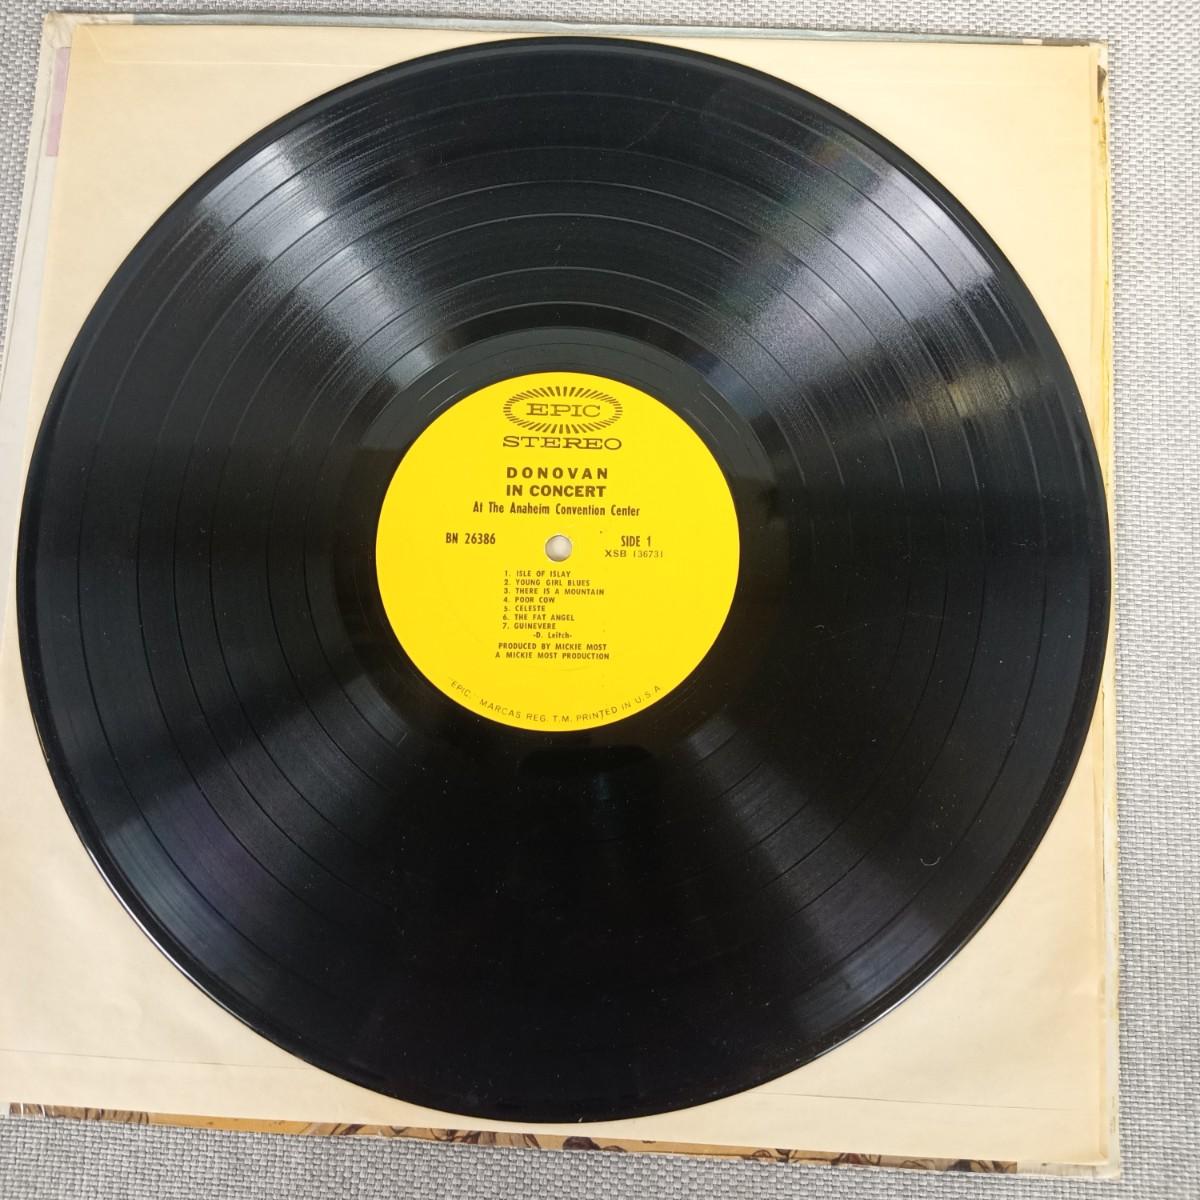 EPIC
STEREO
DONOVAN
IN CONCERT
At The Anaheim Convention Center
BN 26386
SIDE 1
XSB 136731
1. ISLE OF ISLAY
2. YOUNG GIRL BLUES
3. THERE IS A MOUNTAIN
4. POOR COW
5. CELESTE
6. THE FAT ANGEL
7. GUINEVERE
-D. Leitch-
PRODUCED BY MICKIE MOST
A MICKIE MOST PRODUCTION
"EPIC," MARCAS REG. T.M. PRINTED IN U.S.A